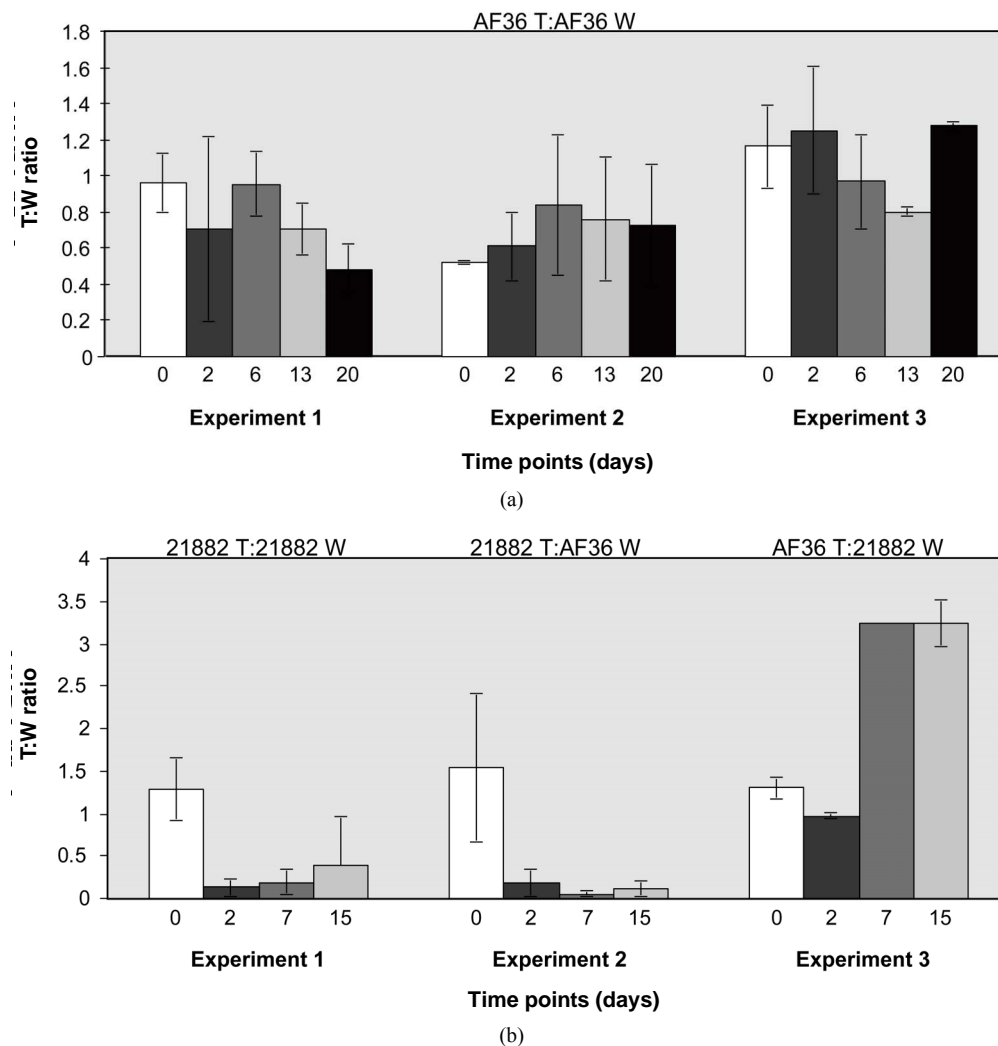 AF36 T:AF36 W
1.8
1.6
1.4
1.2
1
0.8
0.6
0.4
0.2
0
T:W ratio
0 2 6 13 20 0 2 6 13 20 0 2 6 13 20
Experiment 1 Experiment 2 Experiment 3
Time points (days)
(a)
21882 T:21882 W 21882 T:AF36 W AF36 T:21882 W
4
3.5
3
2.5
2
1.5
1
0.5
0
T:W ratio
0 2 7 15 0 2 7 15 0 2 7 15
Experiment 1 Experiment 2 Experiment 3
Time points (days)
(b)